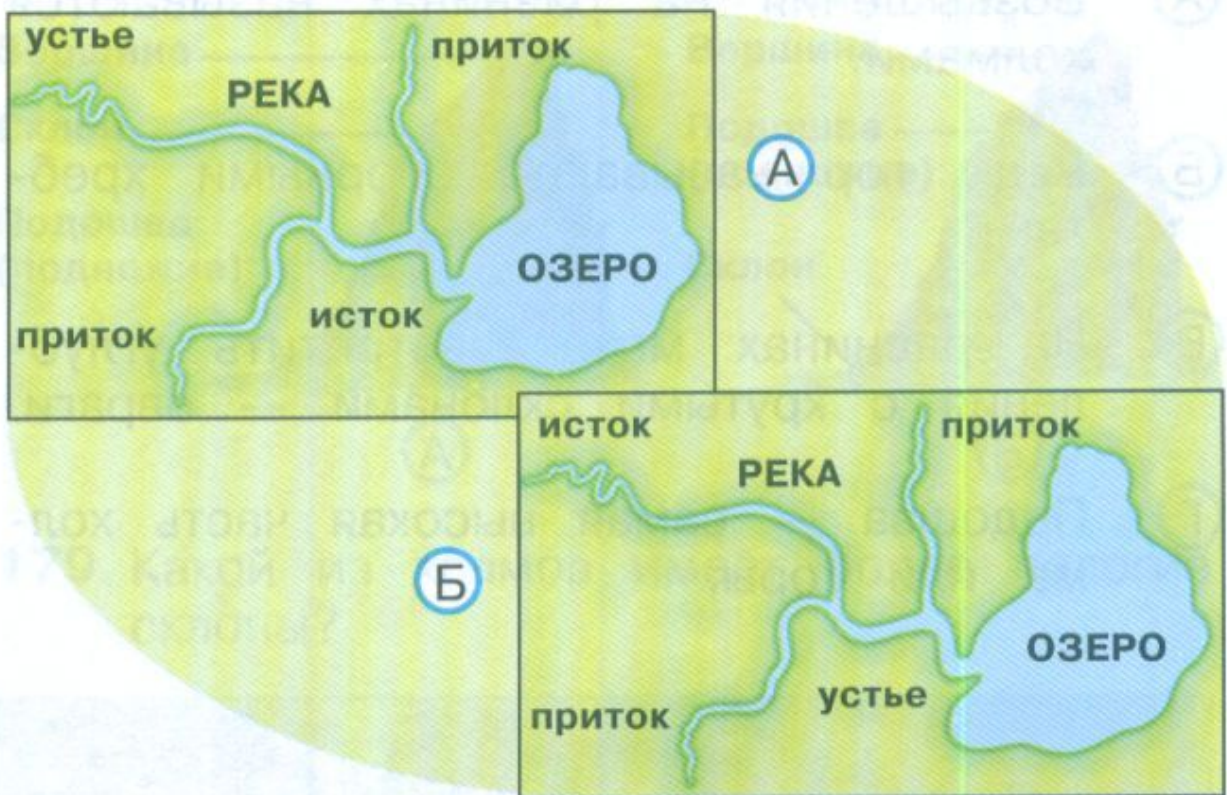 устье
приток
РЕКА
А
ОЗЕРО
исток
приток
исток
приток
РЕКА
Б
ОЗЕРО
устье
приток